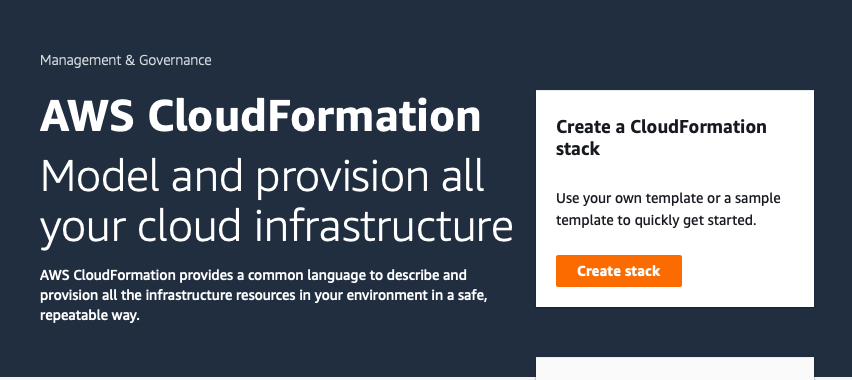 Management & Governance
AWS CloudFormation
Model and provision all
your cloud infrastructure
AWS CloudFormation provides a common language to describe and
provision all the infrastructure resources in your environment in a safe,
repeatable way.
Create a CloudFormation
stack
Use your own template or a sample
template to quickly get started.
Create stack